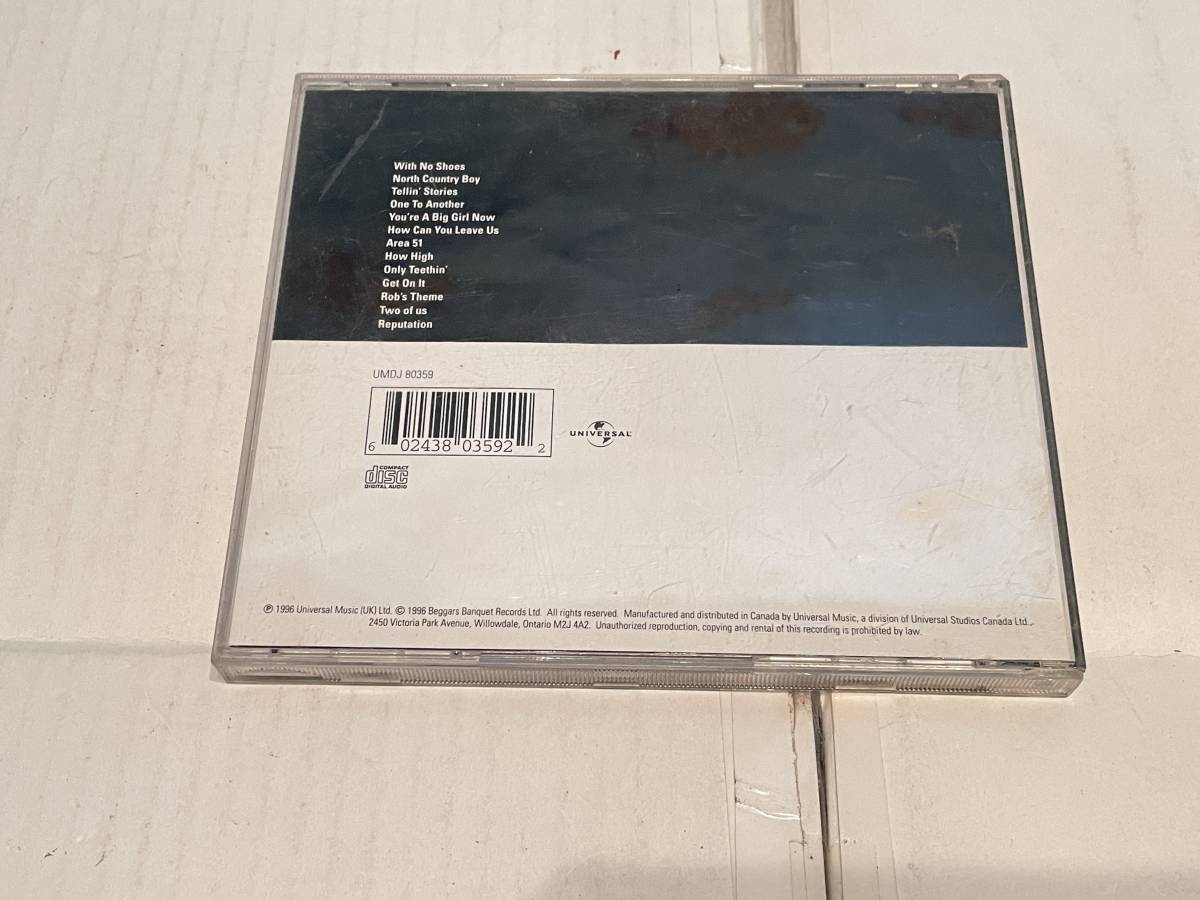 With No Shoes
North Country Boy
Tellin' Stories
One To Another
You're A Big Girl Now
How Can You Leave Us
Area 51
How High
Only Teethin'
Get On It
Rob's Theme
Two of us
Reputation
UMDJ 80359
6 02438 03592 2
UNIVERSAL
COMPACT
disc
DIGITAL AUDIO
℗ 1996 Universal Music (UK) Ltd. © 1996 Beggars Banquet Records Ltd. All rights reserved. Manufactured and distributed in Canada by Universal Music, a division of Universal Studios Canada Ltd.,
2450 Victoria Park Avenue, Willowdale, Ontario M2J 4A2. Unauthorized reproduction, copying and rental of this recording is prohibited by law.